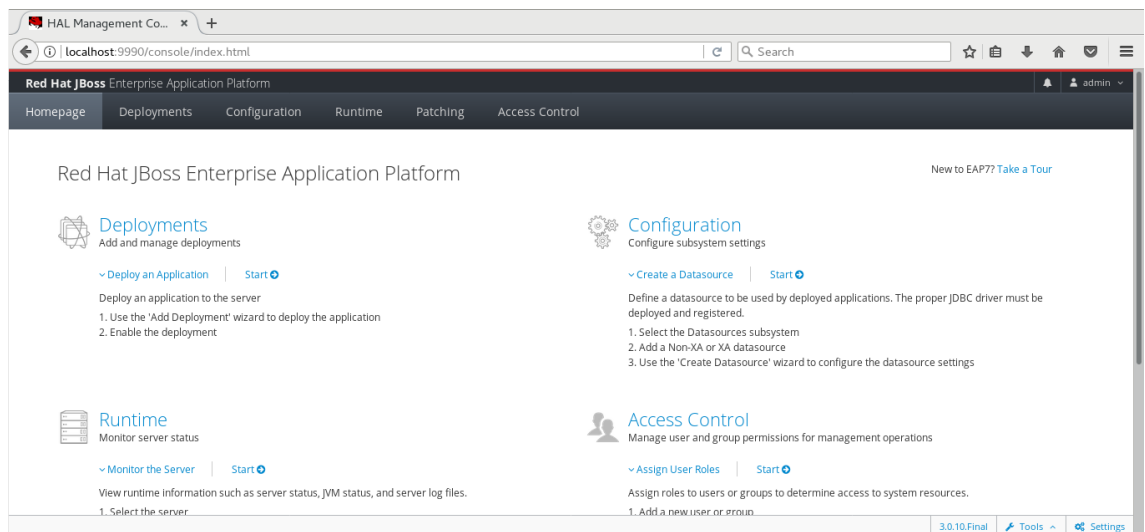 HAL Management Co... × +
localhost:9990/console/index.html
Search
Red Hat JBoss Enterprise Application Platform
admin
Homepage Deployments Configuration Runtime Patching Access Control
Red Hat JBoss Enterprise Application Platform
New to EAP7? Take a Tour
Deployments
Add and manage deployments
Deploy an Application
Start
Deploy an application to the server
1. Use the 'Add Deployment' wizard to deploy the application
2. Enable the deployment
Configuration
Configure subsystem settings
Create a Datasource
Start
Define a datasource to be used by deployed applications. The proper JDBC driver must be
deployed and registered.
1. Select the Datasources subsystem
2. Add a Non-XA or XA datasource
3. Use the 'Create Datasource' wizard to configure the datasource settings
Runtime
Monitor server status
Monitor the Server
Start
View runtime information such as server status, JVM status, and server log files.
1. Select the server
Access Control
Manage user and group permissions for management operations
Assign User Roles
Start
Assign roles to users or groups to determine access to system resources.
1. Add a new user or group
3.0.10.Final
Tools
Settings